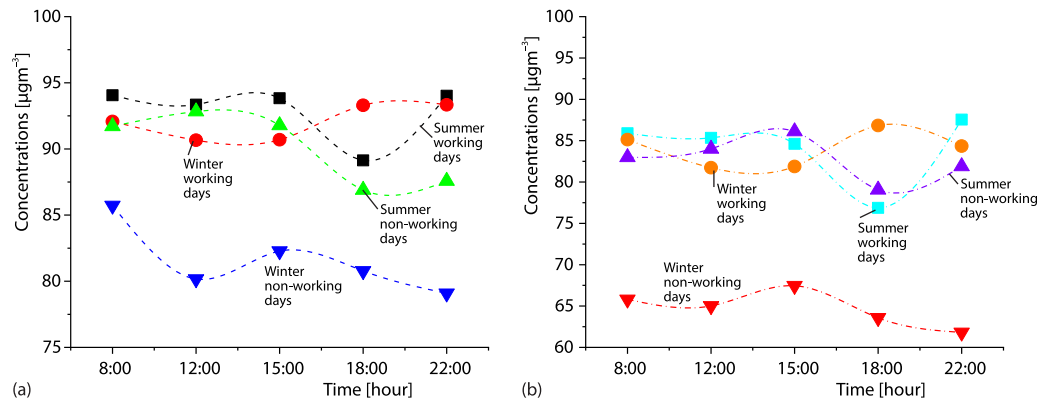 100
95
90
85
80
75
Concentrations [μgm⁻³]
Summer
working
days
Winter
working
days
Summer
non-working
days
Winter
non-working
days
8:00 12:00 15:00 18:00 22:00
(a) Time [hour]
100
95
90
85
80
75
70
65
60
Concentrations [μgm⁻³]
Winter
working
days
Summer
non-working
days
Summer
working
days
Winter
non-working
days
8:00 12:00 15:00 18:00 22:00
(b) Time [hour]